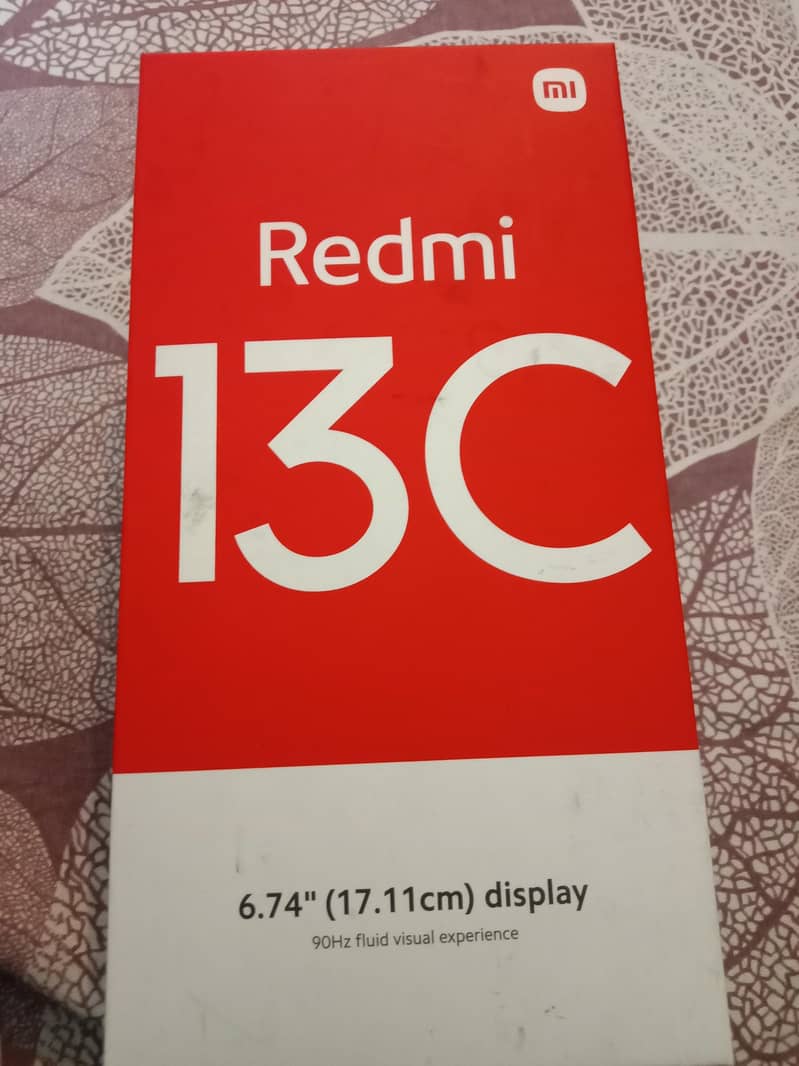 mi
Redmi
13C
6.74" (17.11cm) display
90Hz fluid visual experience